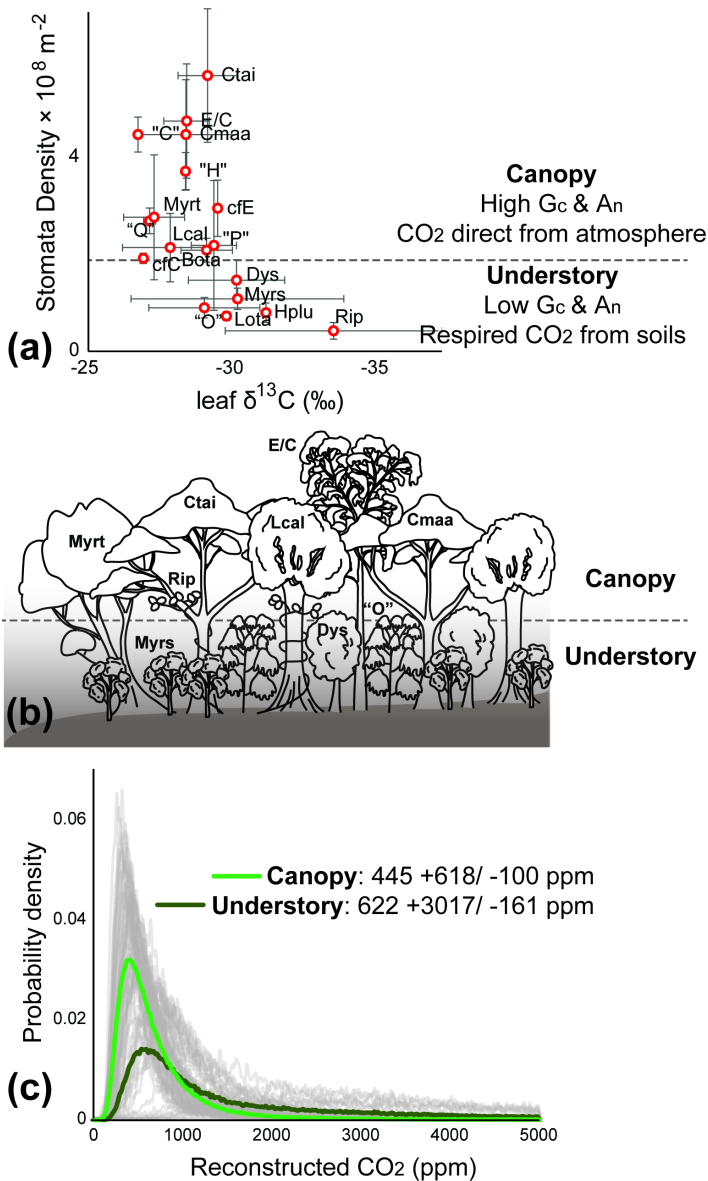 Stomata Density × 10⁸ m⁻²
4
0
Ctai
E/C
"C"
Cmaa
"H"
Myrt
cfE
"Q"
Lcal
"P"
cfC
Bota
Dys
Myrs
Hplu
"O"
Lota
Rip
Canopy
High Gc & An
CO2 direct from atmosphere
Understory
Low Gc & An
Respired CO2 from soils
(a)
-25
-30
-35
leaf δ¹³C (‰)
E/C
Ctai
Lcal
Cmaa
Myrt
Rip
"O"
Canopy
Myrs
Dys
Understory
(b)
Probability density
0.06
0.04
0.02
0
Canopy: 445 +618/ -100 ppm
Understory: 622 +3017/ -161 ppm
(c)
0
1000
2000
3000
4000
5000
Reconstructed CO2 (ppm)